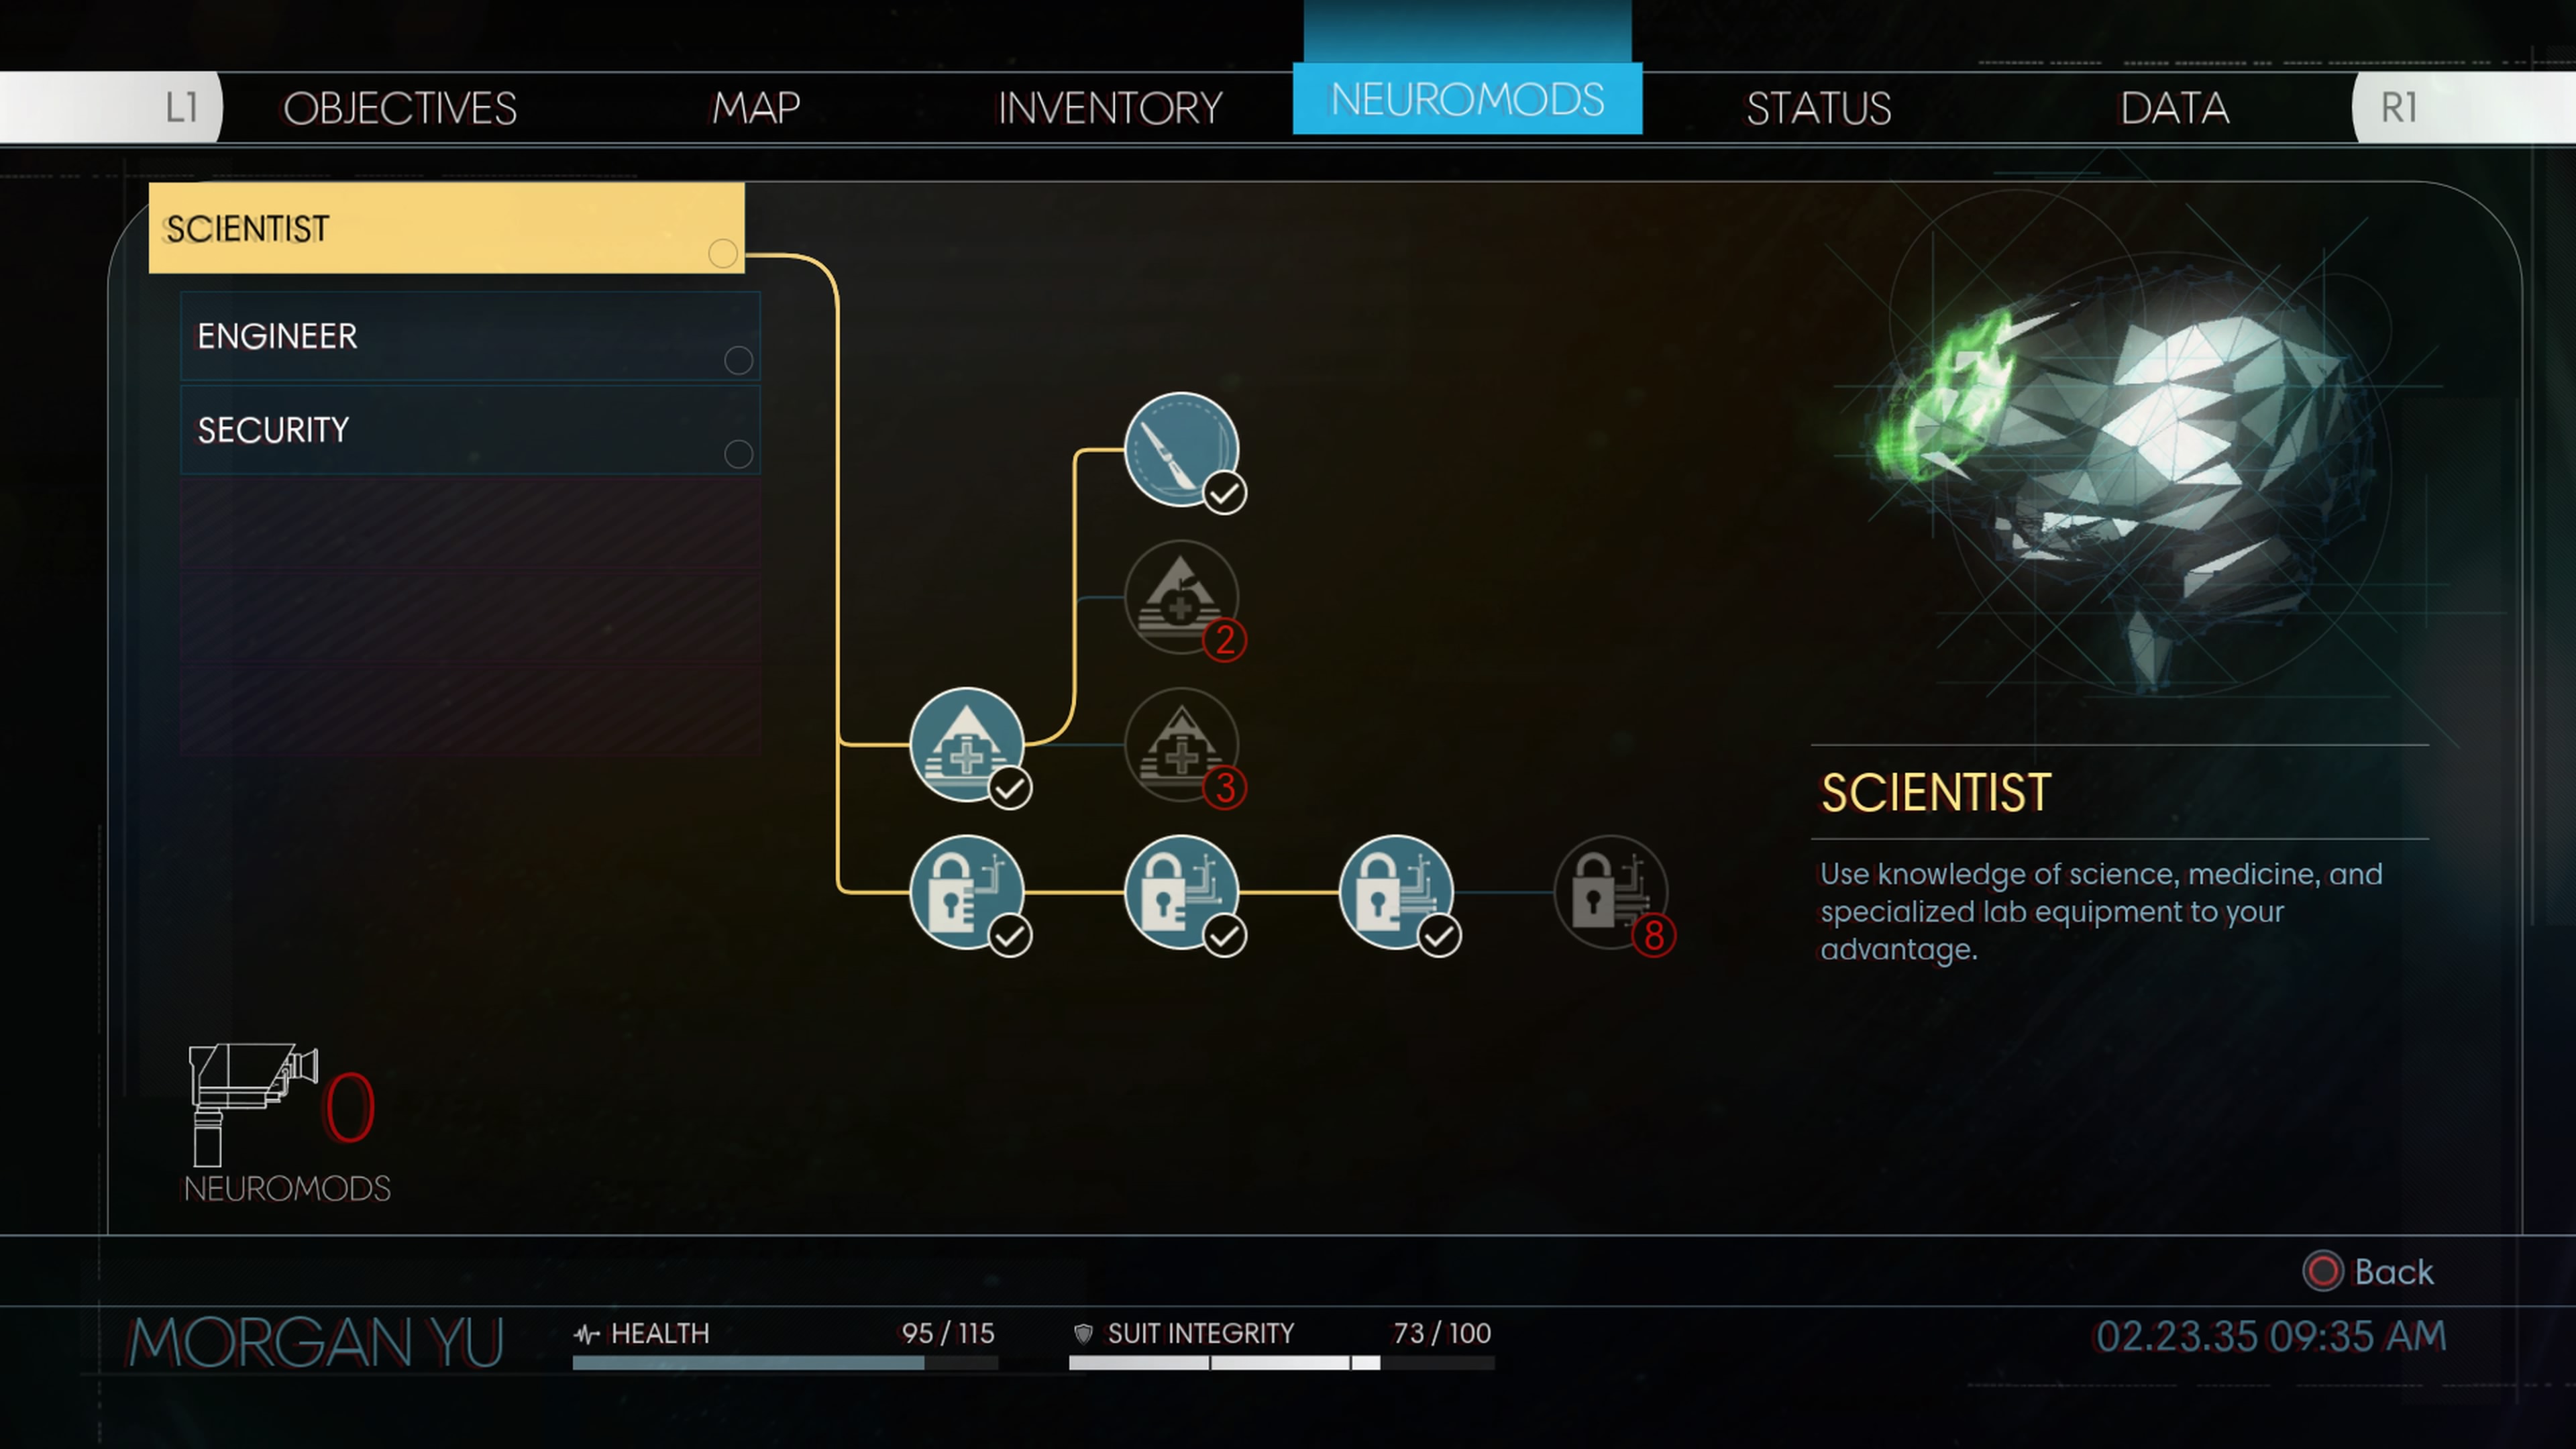 L1 OBJECTIVES MAP INVENTORY NEUROMODS STATUS DATA R1
SCIENTIST
ENGINEER
SECURITY
2
3
8
SCIENTIST
Use knowledge of science, medicine, and
specialized lab equipment to your
advantage.
0
NEUROMODS
Back
MORGAN YU
HEALTH 95 / 115
SUIT INTEGRITY 73 / 100
02.23.35 09:35 AM